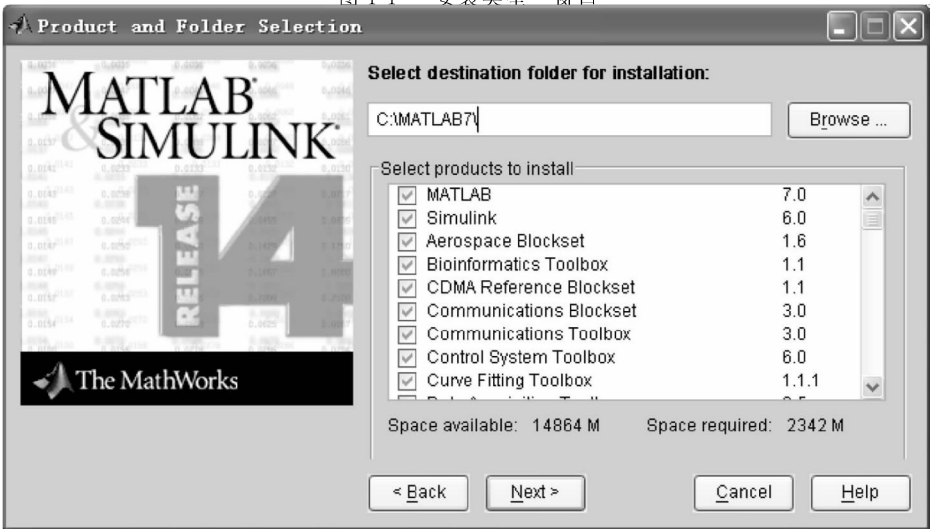 Product and Folder Selection
MATLAB
& SIMULINK
RELEASE
14
The MathWorks
Select destination folder for installation:
C:\MATLAB7\
Browse ...
Select products to install
MATLAB 7.0
Simulink 6.0
Aerospace Blockset 1.6
Bioinformatics Toolbox 1.1
CDMA Reference Blockset 1.1
Communications Blockset 3.0
Communications Toolbox 3.0
Control System Toolbox 6.0
Curve Fitting Toolbox 1.1.1
Space available: 14864 M Space required: 2342 M
< Back
Next >
Cancel
Help